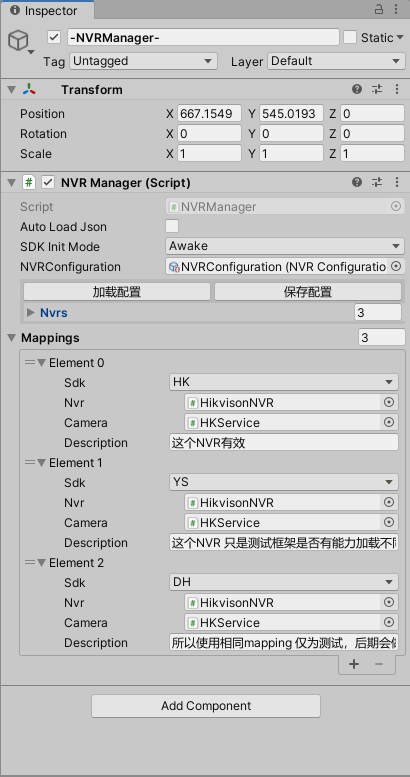 Inspector
-NVRManager-
Static
Tag Untagged Layer Default
Transform
Position X 667.1549 Y 545.0193 Z 0
Rotation X 0 Y 0 Z 0
Scale X 1 Y 1 Z 1
# NVR Manager (Script)
Script # NVRManager
Auto Load Json
SDK Init Mode Awake
NVRConfiguration NVRConfiguration (NVR Configuratio
加载配置 保存配置
Nvrs 3
Mappings 3
Element 0
Sdk HK
Nvr # HikvisonNVR
Camera # HKService
Description 这个NVR有效
Element 1
Sdk YS
Nvr # HikvisonNVR
Camera # HKService
Description 这个NVR 只是测试框架是否有能力加载不
Element 2
Sdk DH
Nvr # HikvisonNVR
Camera # HKService
Description 所以使用相同mapping 仅为测试，后期会
+ −
Add Component